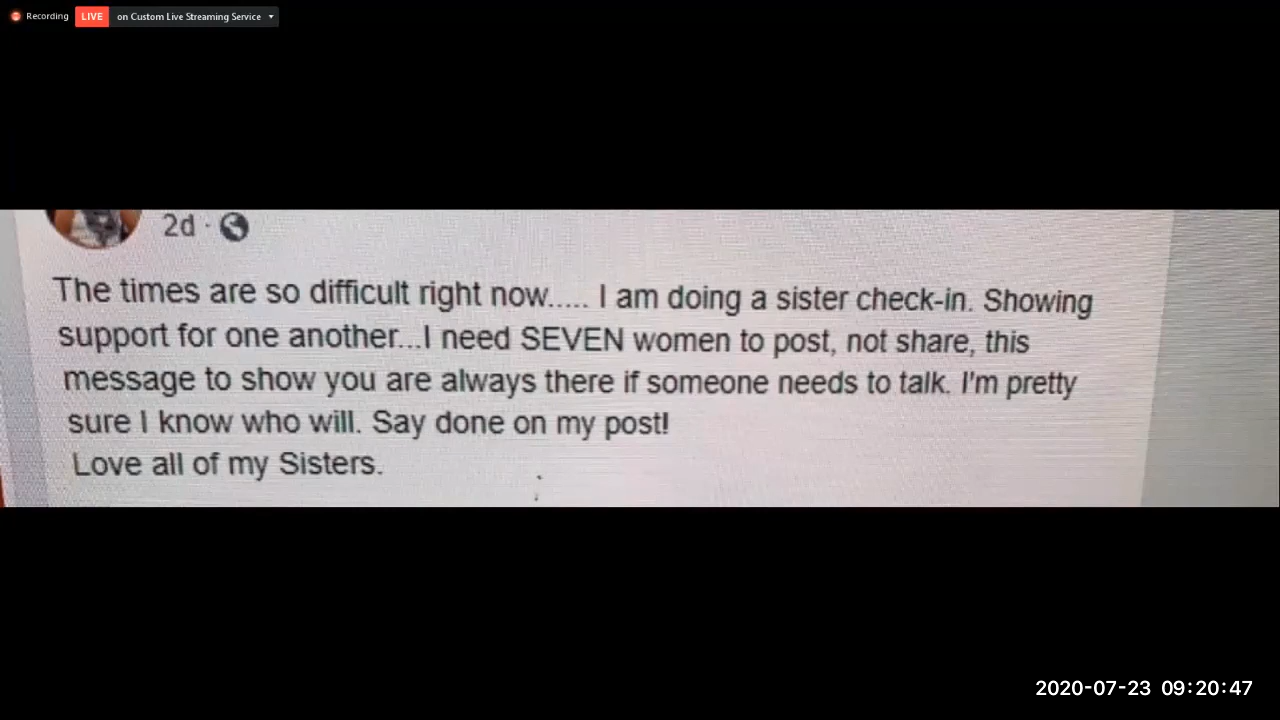 Recording
LIVE
on Custom Live Streaming Service
2d ·
The times are so difficult right now..... I am doing a sister check-in. Showing
support for one another...I need SEVEN women to post, not share, this
message to show you are always there if someone needs to talk. I'm pretty
sure I know who will. Say done on my post!
Love all of my Sisters.
2020-07-23 09:20:47